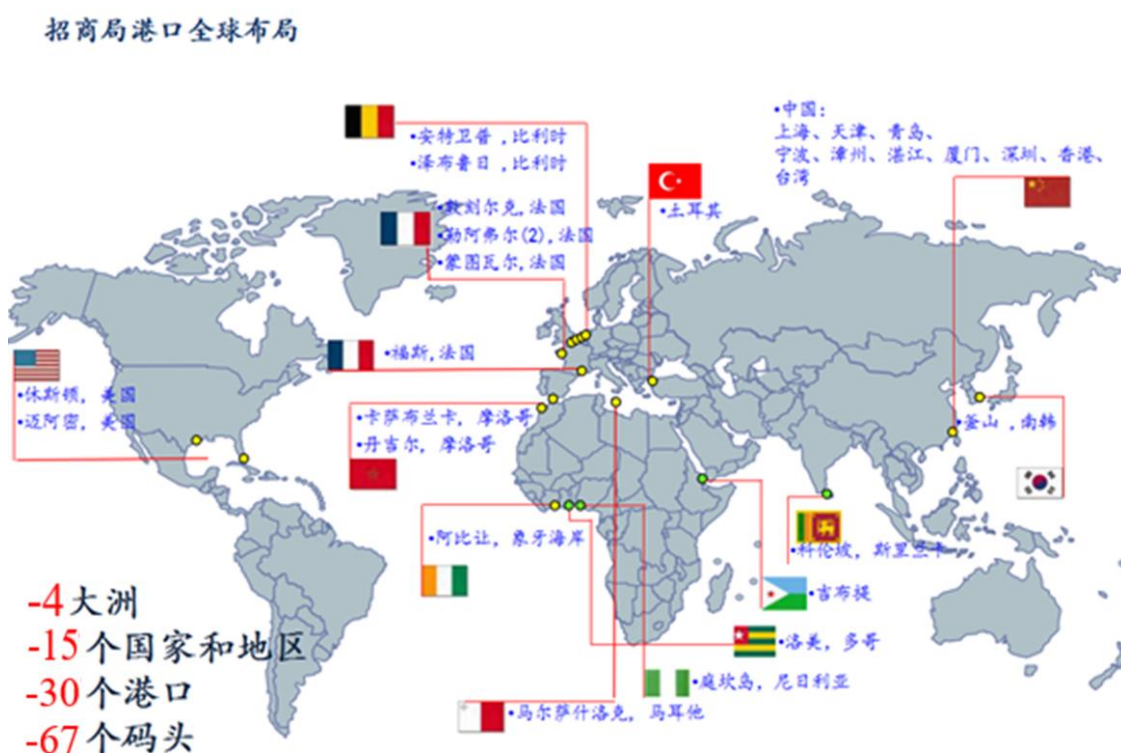 招商局港口全球布局
•中国：
上海、天津、青岛、
宁波、漳州、湛江、厦门、深圳、香港、
台湾
•安特卫普，比利时
•泽布鲁日，比利时
•土耳其
•敦刻尔克,法国
•勒阿弗尔(2),法国
•蒙图瓦尔,法国
•福斯,法国
•休斯顿，美国
•迈阿密，美国
•卡萨布兰卡，摩洛哥
•丹吉尔，摩洛哥
•釜山，南韩
•阿比让，象牙海岸
•科伦坡，斯里兰卡
•吉布提
•洛美，多哥
•庭坎岛，尼日利亚
•马尔萨什洛克，马耳他
-4大洲
-15个国家和地区
-30个港口
-67个码头